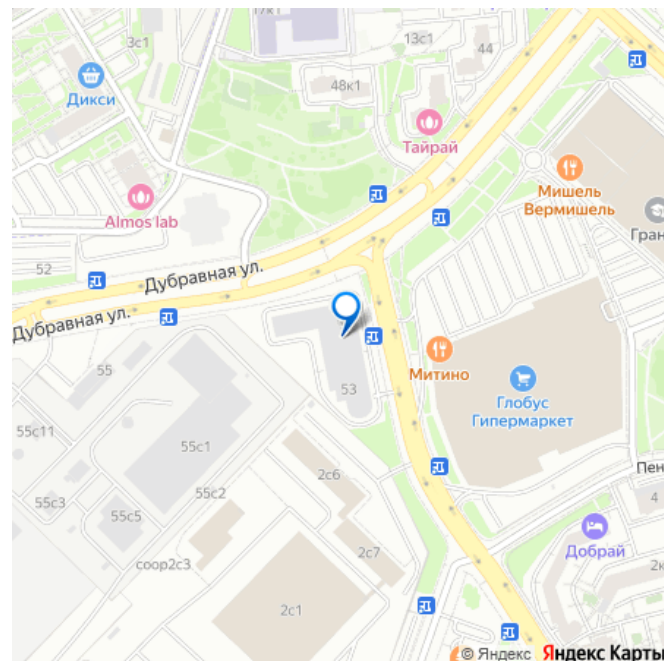 17к1
3с1
13с1
44
48к1
Дикси
Тайрай
Мишель
Вермишель
Almos lab
Гран
52
Дубравная ул.
Дубравная ул.
55
Митино
53
Глобус
Гипермаркет
55с11
55с1
2с6
Пен
55с3
55с2
4
55с5
Добрай
2с7
2к
соор2с3
2с1
© Яндекс Яндекс Карты